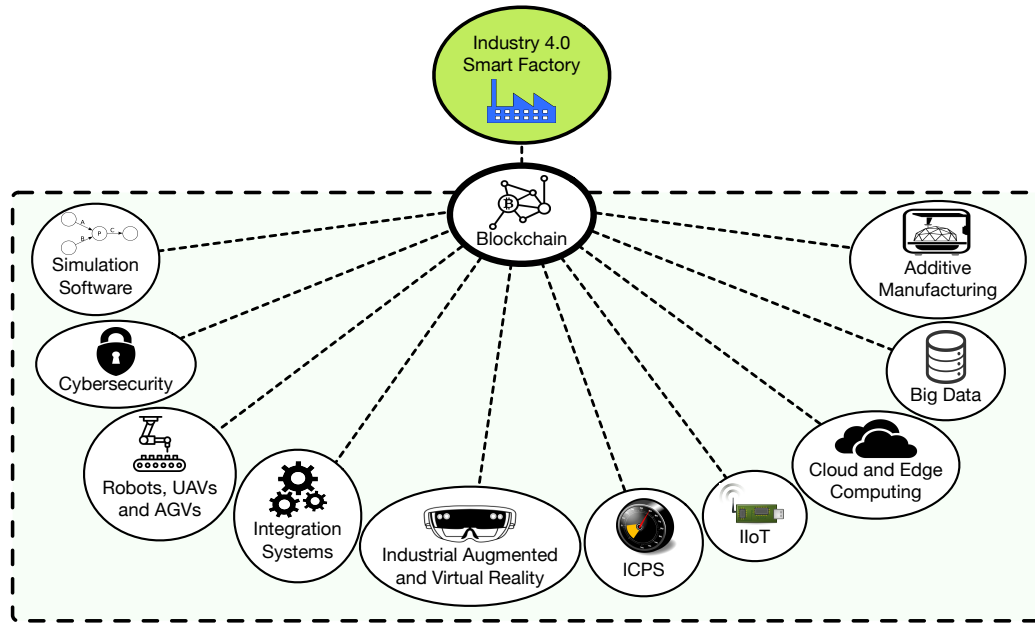 Industry 4.0
Smart Factory
B
Blockchain
A
B
P
C
Simulation
Software
Additive
Manufacturing
Cybersecurity
Big Data
Robots, UAVs
and AGVs
Cloud and Edge
Computing
Integration
Systems
Industrial Augmented
and Virtual Reality
ICPS
IIoT